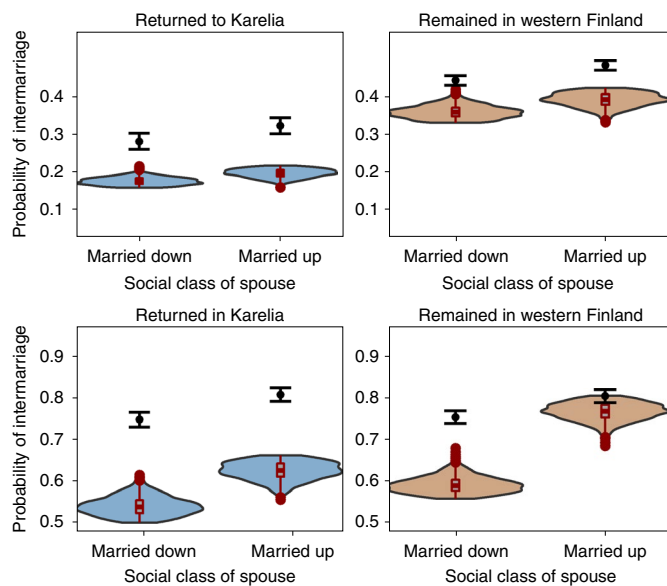 Returned to Karelia
Remained in western Finland
Probability of intermarriage
0.4
0.3
0.2
0.1
0.4
0.3
0.2
0.1
Married down
Married up
Married down
Married up
Social class of spouse
Social class of spouse
Returned in Karelia
Remained in western Finland
Probability of intermarriage
0.9
0.8
0.7
0.6
0.5
0.9
0.8
0.7
0.6
0.5
Married down
Married up
Married down
Married up
Social class of spouse
Social class of spouse